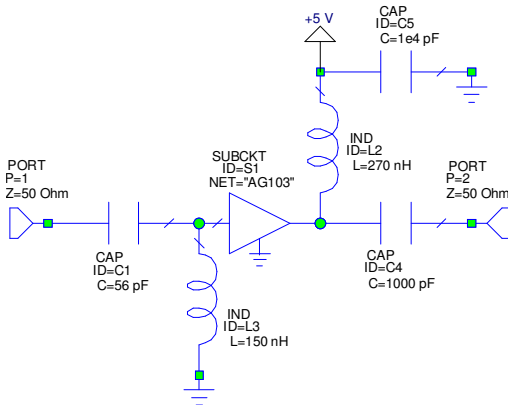 +5 V
CAP
ID=C5
C=1e4 pF
IND
ID=L2
L=270 nH
SUBCKT
ID=S1
NET="AG103"
PORT
P=1
Z=50 Ohm
PORT
P=2
Z=50 Ohm
CAP
ID=C1
C=56 pF
CAP
ID=C4
C=1000 pF
IND
ID=L3
L=150 nH